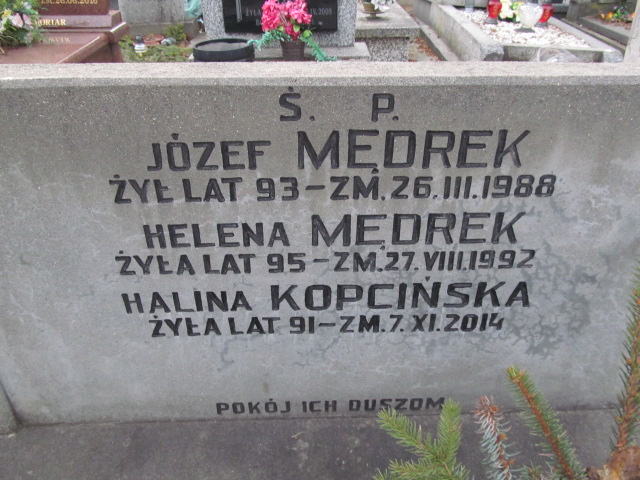 Ś. P.
JÓZEF MĘDREK
ŻYŁ LAT 93 – ZM. 26.III.1988
HELENA MĘDREK
ŻYŁA LAT 95 – ZM. 27.VIII.1992
HALINA KOPCIŃSKA
ŻYŁA LAT 91 – ZM. 7.XI.2014
POKÓJ ICH DUSZOM